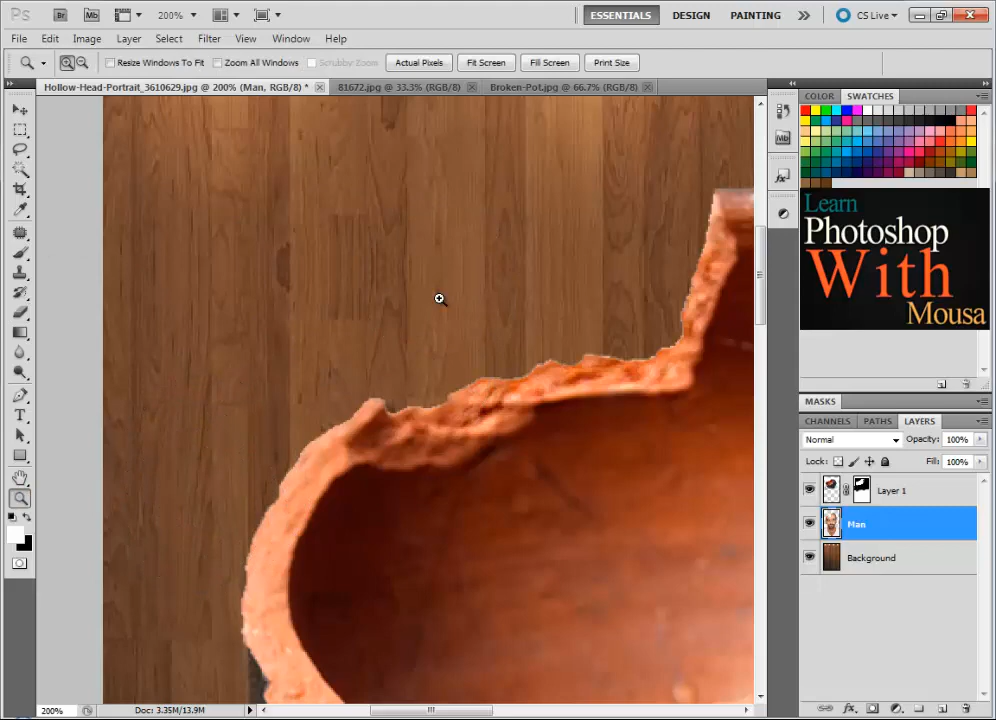 Ps Br Mb 200% ESSENTIALS DESIGN PAINTING CS Live
File Edit Image Layer Select Filter View Window Help
Resize Windows To Fit Zoom All Windows Scrubby Zoom Actual Pixels Fit Screen Fill Screen Print Size
Hollow-Head-Portrait_3610629.jpg @ 200% (Man, RGB/8) * 81672.jpg @ 33.3% (RGB/8) Broken-Pot.jpg @ 66.7% (RGB/8)
COLOR SWATCHES
Mb
Learn
Photoshop
With
Mousa
MASKS
CHANNELS PATHS LAYERS
Normal Opacity: 100%
Lock: Fill: 100%
Layer 1
Man
Background
200% Doc: 3.35M/13.9M
fx